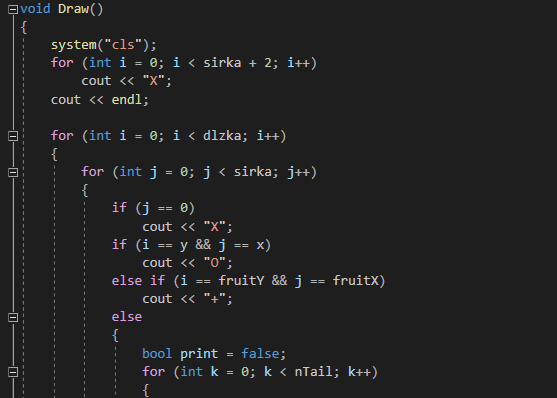 void Draw()
{
    system("cls");
    for (int i = 0; i < sirka + 2; i++)
        cout << "X";
    cout << endl;

    for (int i = 0; i < dlzka; i++)
    {
        for (int j = 0; j < sirka; j++)
        {
            if (j == 0)
                cout << "X";
            if (i == y && j == x)
                cout << "O";
            else if (i == fruitY && j == fruitX)
                cout << "+";
            else
            {
                bool print = false;
                for (int k = 0; k < nTail; k++)
                {